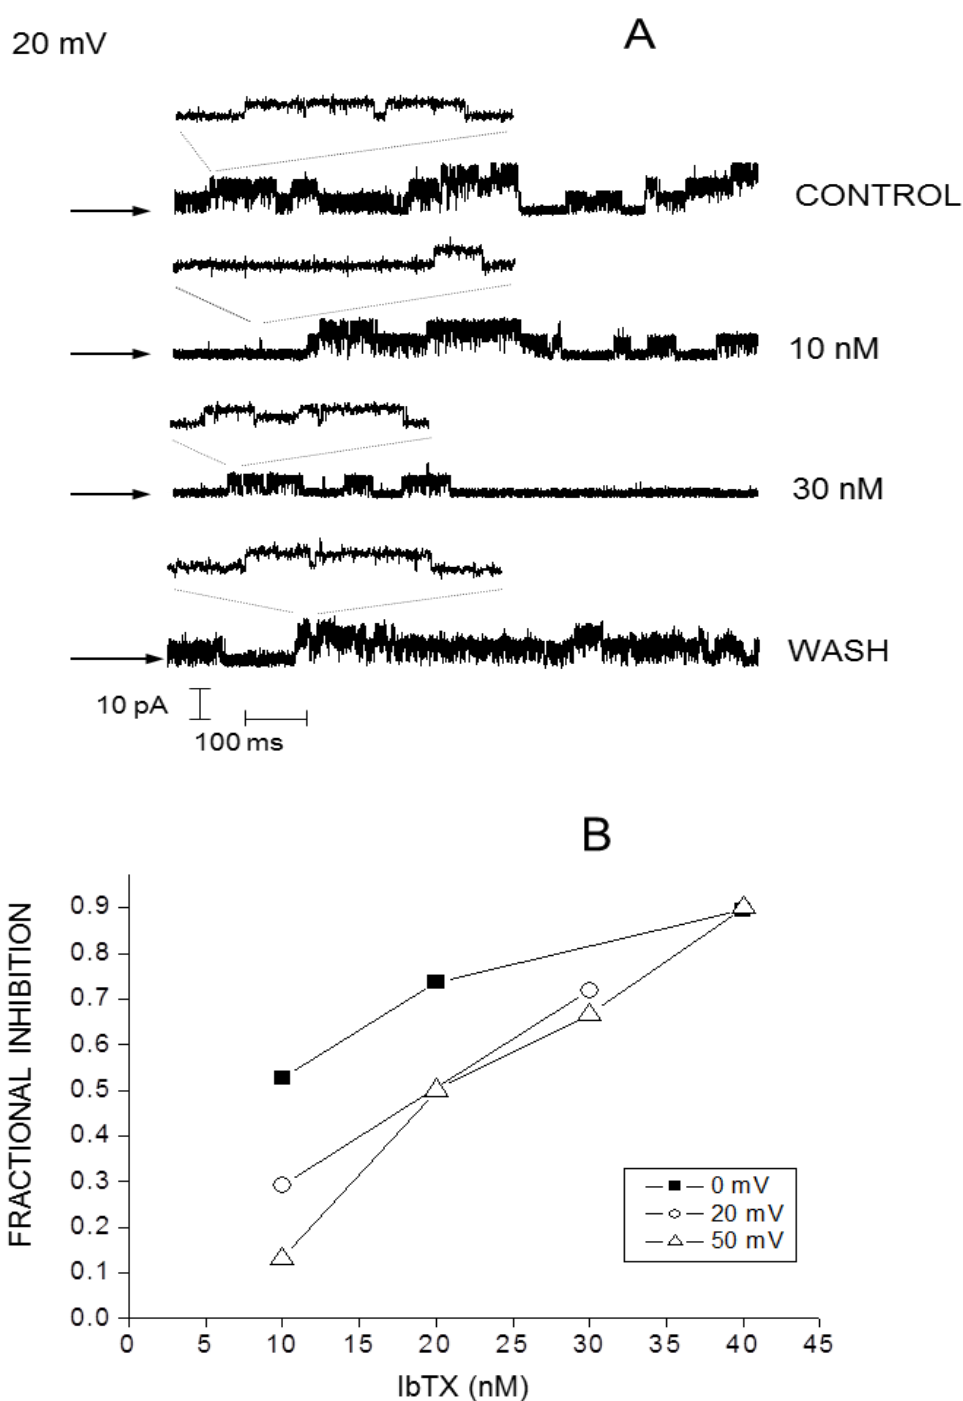 20 mV
A
CONTROL
10 nM
30 nM
WASH
10 pA
100 ms
B
FRACTIONAL INHIBITION
0.9
0.8
0.7
0.6
0.5
0.4
0.3
0.2
0.1
0.0
0 5 10 15 20 25 30 35 40 45
0 mV
20 mV
50 mV
IbTX (nM)